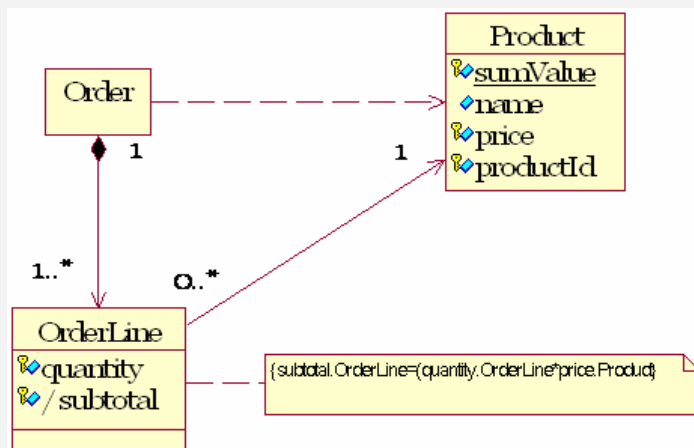 Product
sumValue
name
price
productId
Order
1
1
1..*
0..*
OrderLine
quantity
/ subtotal
{subtotal.OrderLine=(quantity.OrderLine*price.Product}